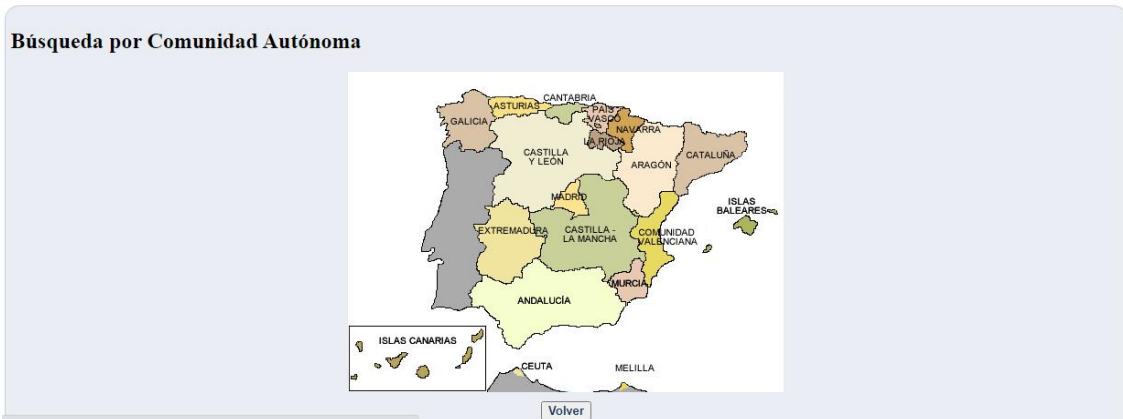 Búsqueda por Comunidad Autónoma
CANTABRIA
ASTURIAS
PAÍS
VASCO
GALICIA
NAVARRA
LA RIOJA
CASTILLA
Y LEÓN
CATALUÑA
ARAGÓN
MADRID
ISLAS
BALEARES
EXTREMADURA
CASTILLA -
LA MANCHA
COMUNIDAD
VALENCIANA
MURCIA
ANDALUCÍA
ISLAS CANARIAS
CEUTA
MELILLA
Volver